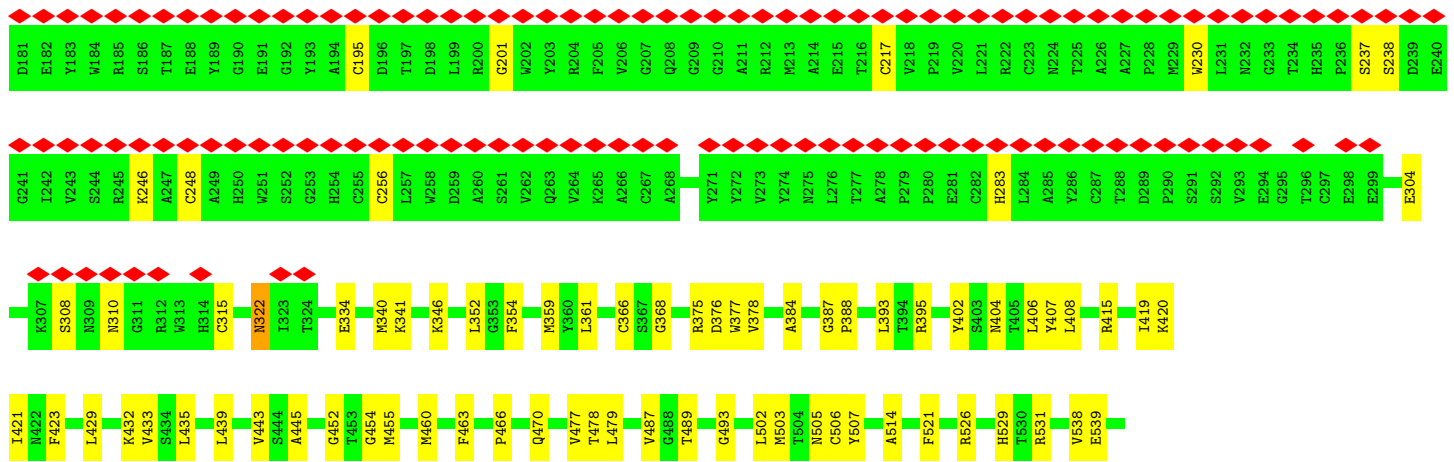 D181 E182 Y183 W184 R185 S186 T187 E188 Y189 G190 E191 G192 Y193 A194 C195 D196 T197 D198 L199 R200 G201 W202 Y203 R204 F205 V206 G207 Q208 G209 G210 A211 R212 M213 A214 E215 T216 C217 V218 P219 V220 L221 R222 C223 N224 T225 A226 A227 P228 M229 W230 L231 N232 G233 T234 H235 P236 S237 S238 D239 E240
G241 I242 V243 S244 R245 K246 A247 C248 A249 H250 W251 S252 G253 H254 C255 C256 L257 W258 D259 A260 S261 V262 Q263 V264 K265 A266 C267 A268 Y271 Y272 V273 Y274 N275 L276 T277 A278 P279 P280 E281 C282 H283 L284 A285 Y286 C287 T288 D289 P290 S291 S292 V293 E294 G295 T296 C297 E298 E299 E304
K307 S308 N309 N310 G311 R312 W313 H314 C315 N322 I323 T324 E334 M340 K341 K346 L352 G353 F354 M359 Y360 L361 C366 S367 G368 R375 D376 W377 V378 A384 G387 P388 L393 T394 R395 Y402 S403 N404 T405 L406 Y407 L408 R415 I419 K420
I421 N422 F423 L429 K432 V433 S434 L435 L439 V443 S444 A445 G452 T453 G454 M455 M460 F463 P466 Q470 V477 T478 L479 V487 G488 T489 G493 L502 M503 T504 N505 C506 Y507 A514 F521 R526 H529 T530 R531 V538 E539